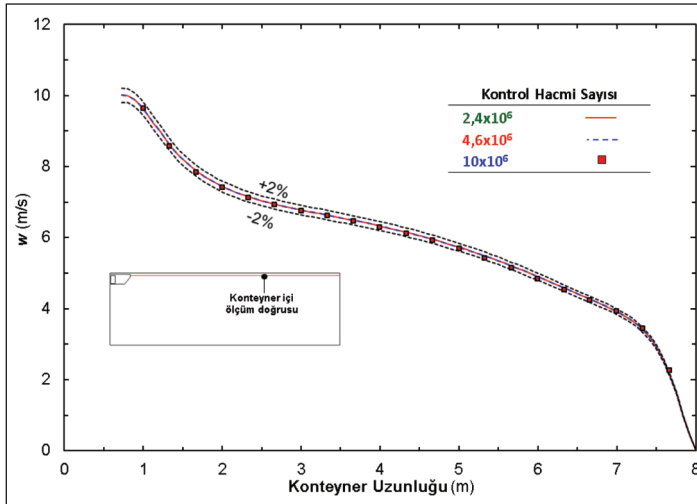 12
10
8
6
4
2
0
w (m/s)
Kontrol Hacmi Sayısı
2,4x10⁶
4,6x10⁶
10x10⁶
+2%
-2%
Konteyner içi
ölçüm doğrusu
0 1 2 3 4 5 6 7 8
Konteyner Uzunluğu (m)